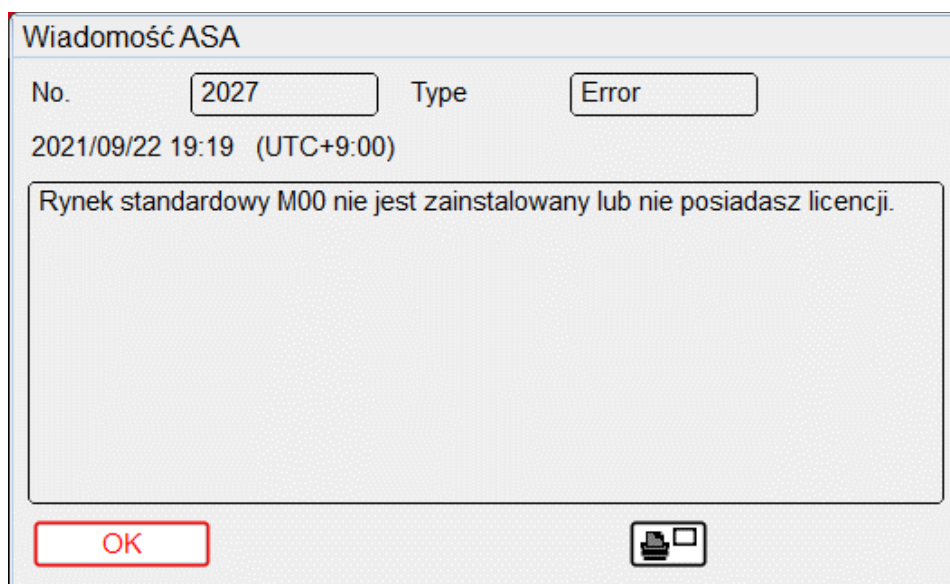 Wiadomość ASA
No. 2027 Type Error
2021/09/22 19:19 (UTC+9:00)
Rynek standardowy M00 nie jest zainstalowany lub nie posiadasz licencji.
OK